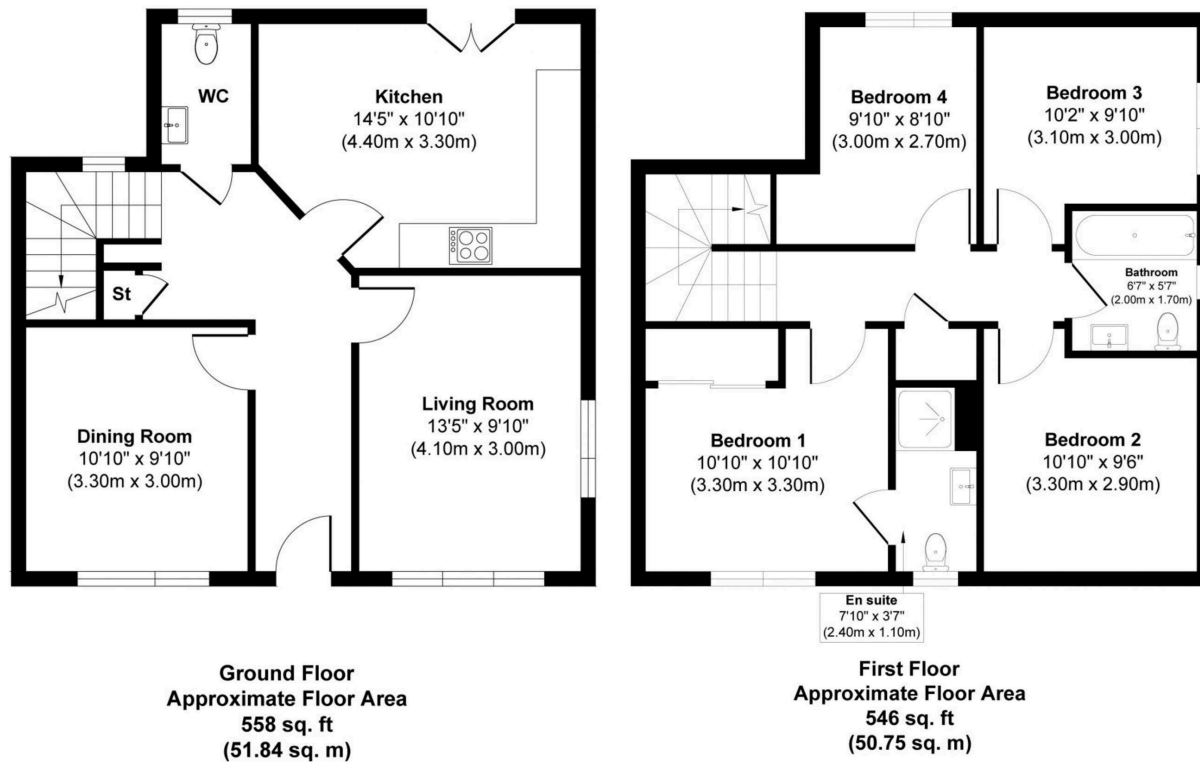 WC
Kitchen
14'5" x 10'10"
(4.40m x 3.30m)
St
Dining Room
10'10" x 9'10"
(3.30m x 3.00m)
Living Room
13'5" x 9'10"
(4.10m x 3.00m)
Ground Floor
Approximate Floor Area
558 sq. ft
(51.84 sq. m)
Bedroom 4
9'10" x 8'10"
(3.00m x 2.70m)
Bedroom 3
10'2" x 9'10"
(3.10m x 3.00m)
Bathroom
6'7" x 5'7"
(2.00m x 1.70m)
Bedroom 1
10'10" x 10'10"
(3.30m x 3.30m)
Bedroom 2
10'10" x 9'6"
(3.30m x 2.90m)
En suite
7'10" x 3'7"
(2.40m x 1.10m)
First Floor
Approximate Floor Area
546 sq. ft
(50.75 sq. m)